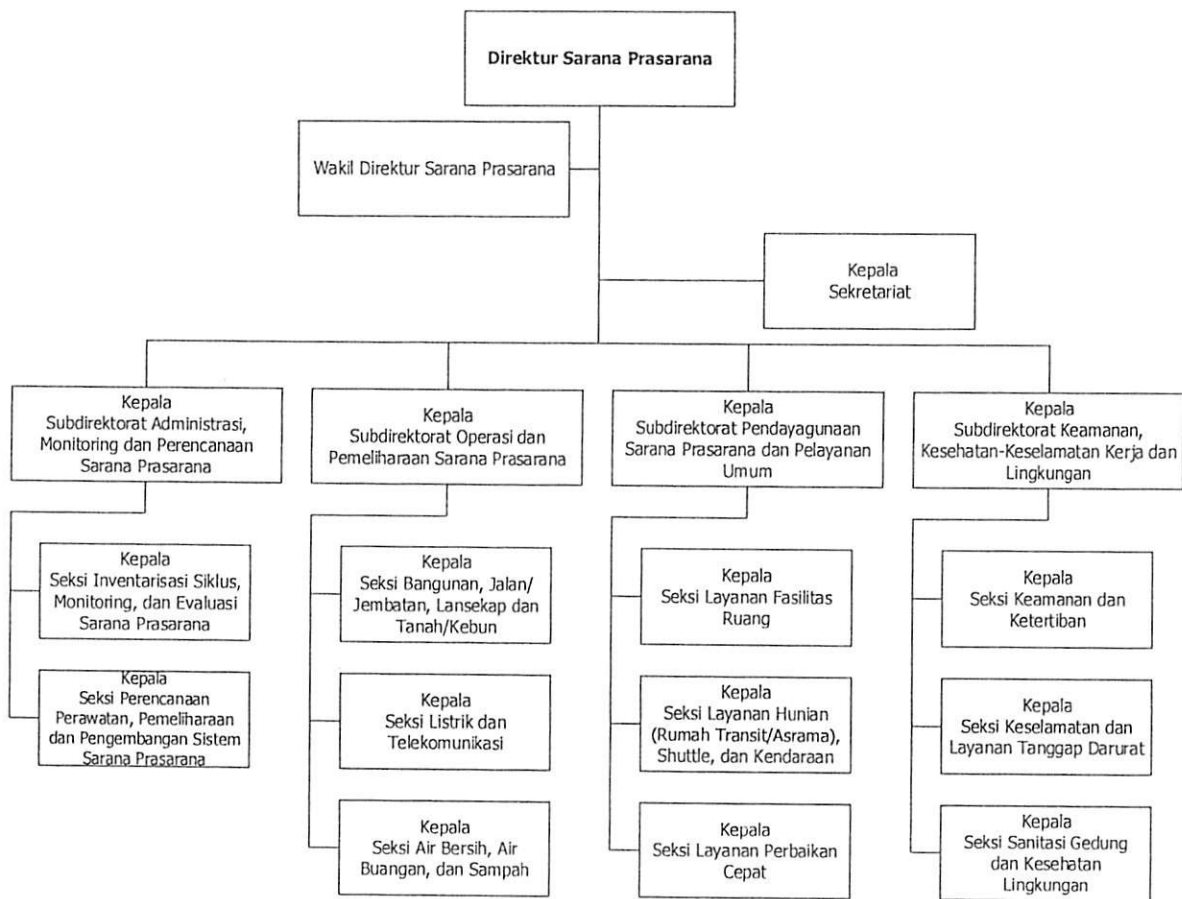 Direktur Sarana Prasarana
Wakil Direktur Sarana Prasarana
Kepala
Sekretariat
Kepala
Subdirektorat Administrasi,
Monitoring dan Perencanaan
Sarana Prasarana
Kepala
Subdirektorat Operasi dan
Pemeliharaan Sarana Prasarana
Kepala
Subdirektorat Pendayagunaan
Sarana Prasarana dan Pelayanan
Umum
Kepala
Subdirektorat Keamanan,
Kesehatan-Keselamatan Kerja dan
Lingkungan
Kepala
Seksi Inventarisasi Siklus,
Monitoring, dan Evaluasi
Sarana Prasarana
Kepala
Seksi Bangunan, Jalan/
Jembatan, Lansekap dan
Tanah/Kebun
Kepala
Seksi Layanan Fasilitas
Ruang
Kepala
Seksi Keamanan dan
Ketertiban
Kepala
Seksi Perencanaan
Perawatan, Pemeliharaan
dan Pengembangan Sistem
Sarana Prasarana
Kepala
Seksi Listrik dan
Telekomunikasi
Kepala
Seksi Layanan Hunian
(Rumah Transit/Asrama),
Shuttle, dan Kendaraan
Kepala
Seksi Keselamatan dan
Layanan Tanggap Darurat
Kepala
Seksi Air Bersih, Air
Buangan, dan Sampah
Kepala
Seksi Layanan Perbaikan
Cepat
Kepala
Seksi Sanitasi Gedung
dan Kesehatan
Lingkungan